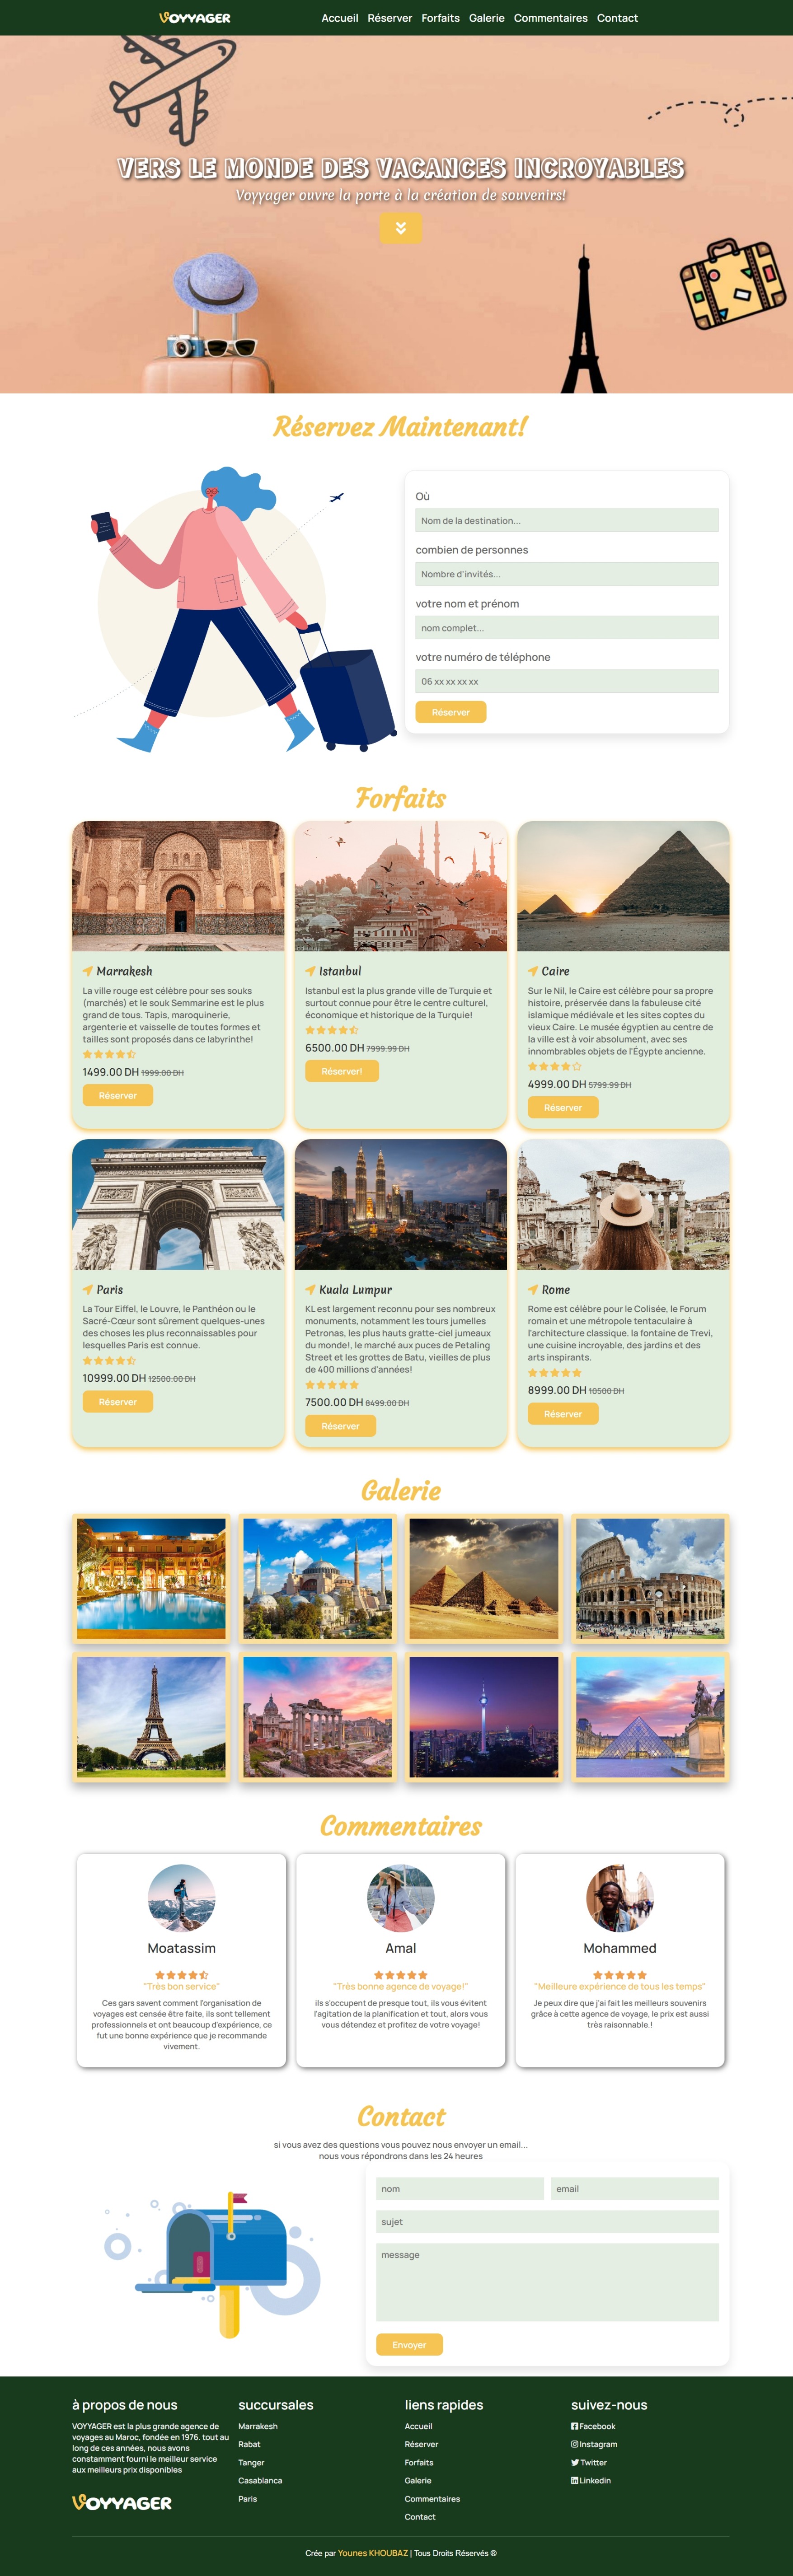 VOYYAGER
Accueil Réserver Forfaits Galerie Commentaires Contact
VERS LE MONDE DES VACANCES INCROYABLES
Voyyager ouvre la porte à la création de souvenirs!
Réservez Maintenant!
Où
Nom de la destination...
combien de personnes
Nombre d'invités...
votre nom et prénom
nom complet...
votre numéro de téléphone
06 xx xx xx xx
Réserver
Forfaits
Marrakesh
La ville rouge est célèbre pour ses souks
(marchés) et le souk Semmarine est le plus
grand de tous. Tapis, maroquinerie,
argenterie et vaisselle de toutes formes et
tailles sont proposés dans ce labyrinthe!
1499.00 DH 1999.00 DH
Réserver
Istanbul
Istanbul est la plus grande ville de Turquie et
surtout connue pour être le centre culturel,
économique et historique de la Turquie!
6500.00 DH 7999.99 DH
Réserver!
Caire
Sur le Nil, le Caire est célèbre pour sa propre
histoire, préservée dans la fabuleuse cité
islamique médiévale et les sites coptes du
vieux Caire. Le musée égyptien au centre de
la ville est à voir absolument, avec ses
innombrables objets de l'Égypte ancienne.
4999.00 DH 5799.99 DH
Réserver
Paris
La Tour Eiffel, le Louvre, le Panthéon ou le
Sacré-Cœur sont sûrement quelques-unes
des choses les plus reconnaissables pour
lesquelles Paris est connue.
10999.00 DH 12500.00 DH
Réserver
Kuala Lumpur
KL est largement reconnu pour ses nombreux
monuments, notamment les tours jumelles
Petronas, les plus hauts gratte-ciel jumeaux
du monde!, le marché aux puces de Petaling
Street et les grottes de Batu, vieilles de plus
de 400 millions d'années!
7500.00 DH 8499.00 DH
Réserver
Rome
Rome est célèbre pour le Colisée, le Forum
romain et une métropole tentaculaire à
l'architecture classique. la fontaine de Trevi,
une cuisine incroyable, des jardins et des
arts inspirants.
8999.00 DH 10500 DH
Réserver
Galerie
Commentaires
Moatassim
"Très bon service"
Ces gars savent comment l'organisation de
voyages est censée être faite, ils sont tellement
professionnels et ont beaucoup d'expérience, ce
fut une bonne expérience que je recommande
vivement.
Amal
"Très bonne agence de voyage!"
ils s'occupent de presque tout, ils vous évitent
l'agitation de la planification et tout, alors vous
vous détendez et profitez de votre voyage!
Mohammed
"Meilleure expérience de tous les temps"
Je peux dire que j'ai fait les meilleurs souvenirs
grâce à cette agence de voyage, le prix est aussi
très raisonnable.!
Contact
si vous avez des questions vous pouvez nous envoyer un email...
nous vous répondrons dans les 24 heures
nom email
sujet
message
Envoyer
à propos de nous
VOYYAGER est la plus grande agence de
voyages au Maroc, fondée en 1976. tout au
long de ces années, nous avons
constamment fourni le meilleur service
aux meilleurs prix disponibles
VOYYAGER
succursales
Marrakesh
Rabat
Tanger
Casablanca
Paris
liens rapides
Accueil
Réserver
Forfaits
Galerie
Commentaires
Contact
suivez-nous
Facebook
Instagram
Twitter
Linkedin
Crée par Younes KHOUBAZ | Tous Droits Réservés ®